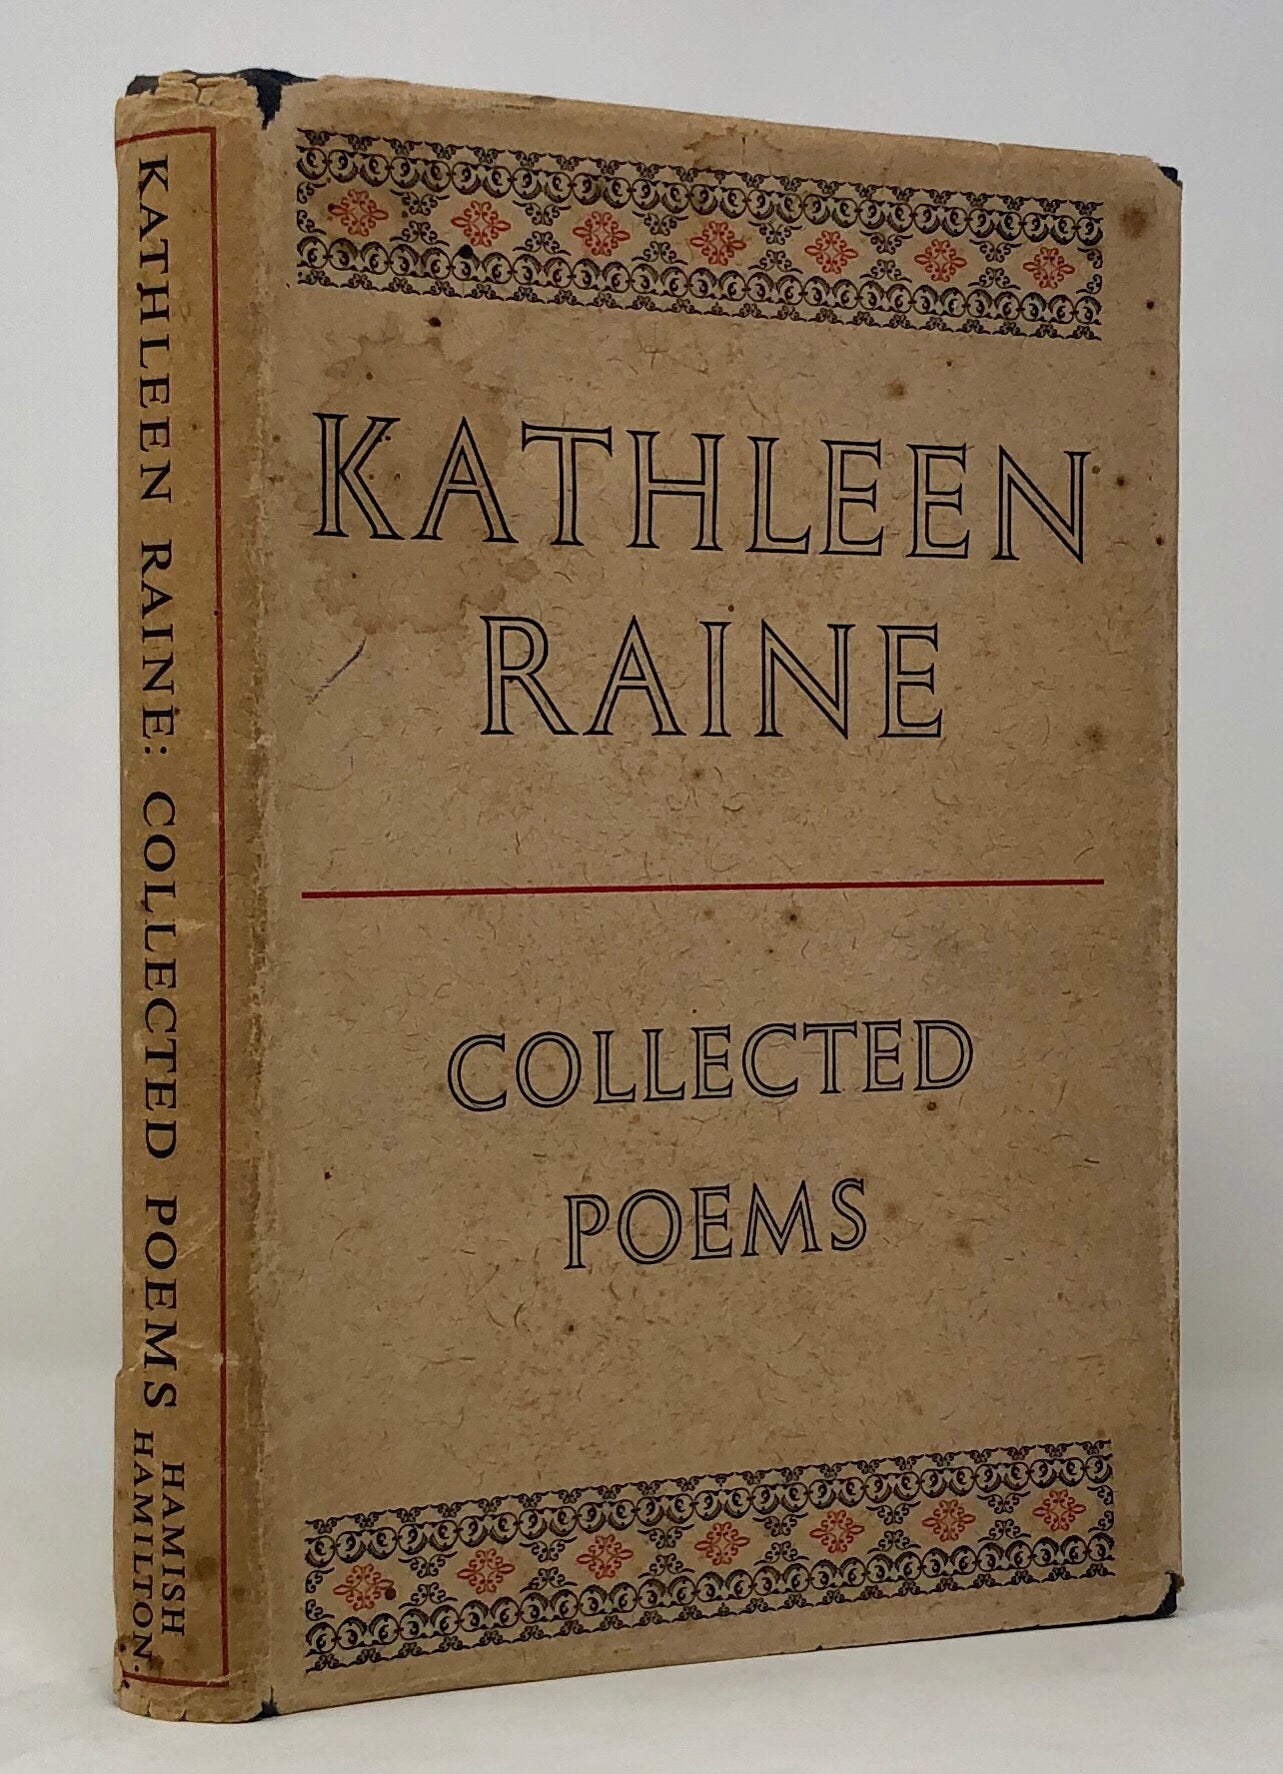 KATHLEEN RAINE: COLLECTED POEMS
HAMISH
HAMILTON.
KATHLEEN
RAINE
COLLECTED
POEMS